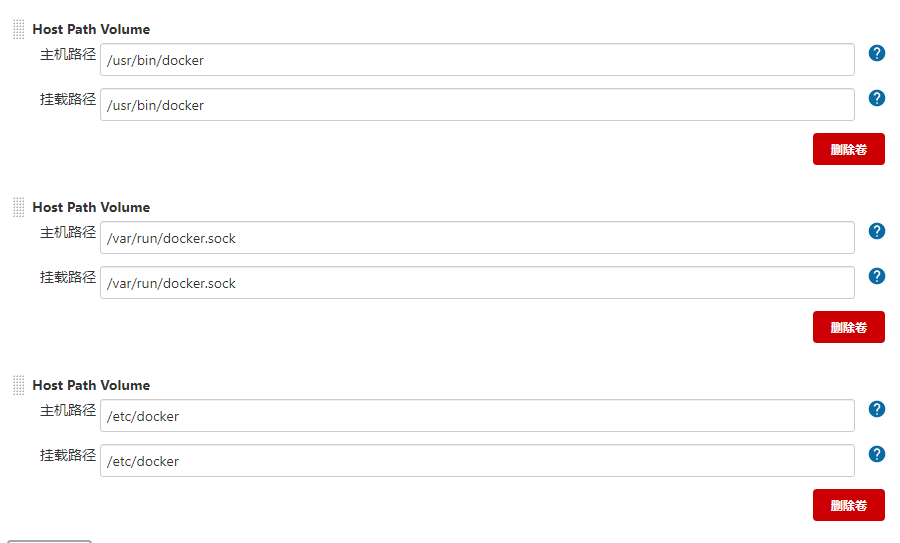 Host Path Volume
主机路径 /usr/bin/docker ?
挂载路径 /usr/bin/docker ?
删除卷
Host Path Volume
主机路径 /var/run/docker.sock ?
挂载路径 /var/run/docker.sock ?
删除卷
Host Path Volume
主机路径 /etc/docker ?
挂载路径 /etc/docker ?
删除卷